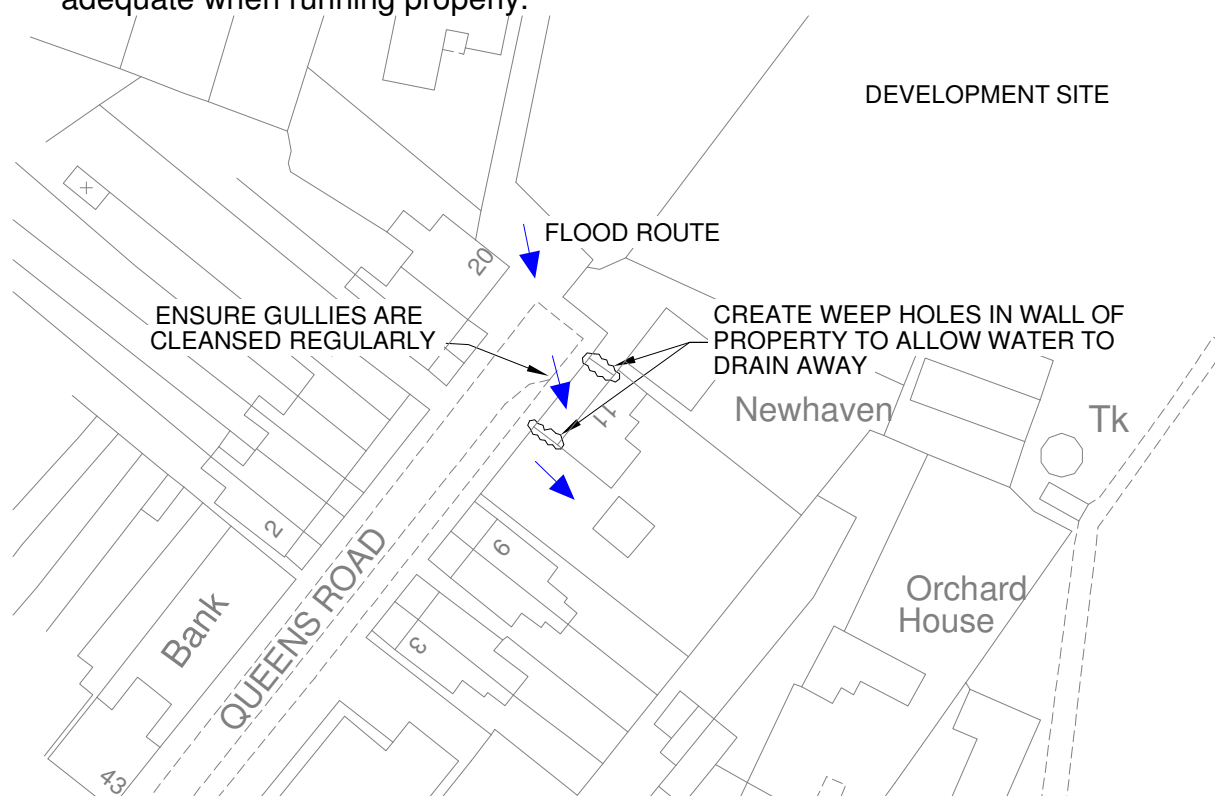 adequate when running properly.
DEVELOPMENT SITE
FLOOD ROUTE
20
ENSURE GULLIES ARE
CLEANSED REGULARLY
CREATE WEEP HOLES IN WALL OF
PROPERTY TO ALLOW WATER TO
DRAIN AWAY
11
Newhaven
Tk
2
QUEENS ROAD
9
Orchard
House
Bank
3
43